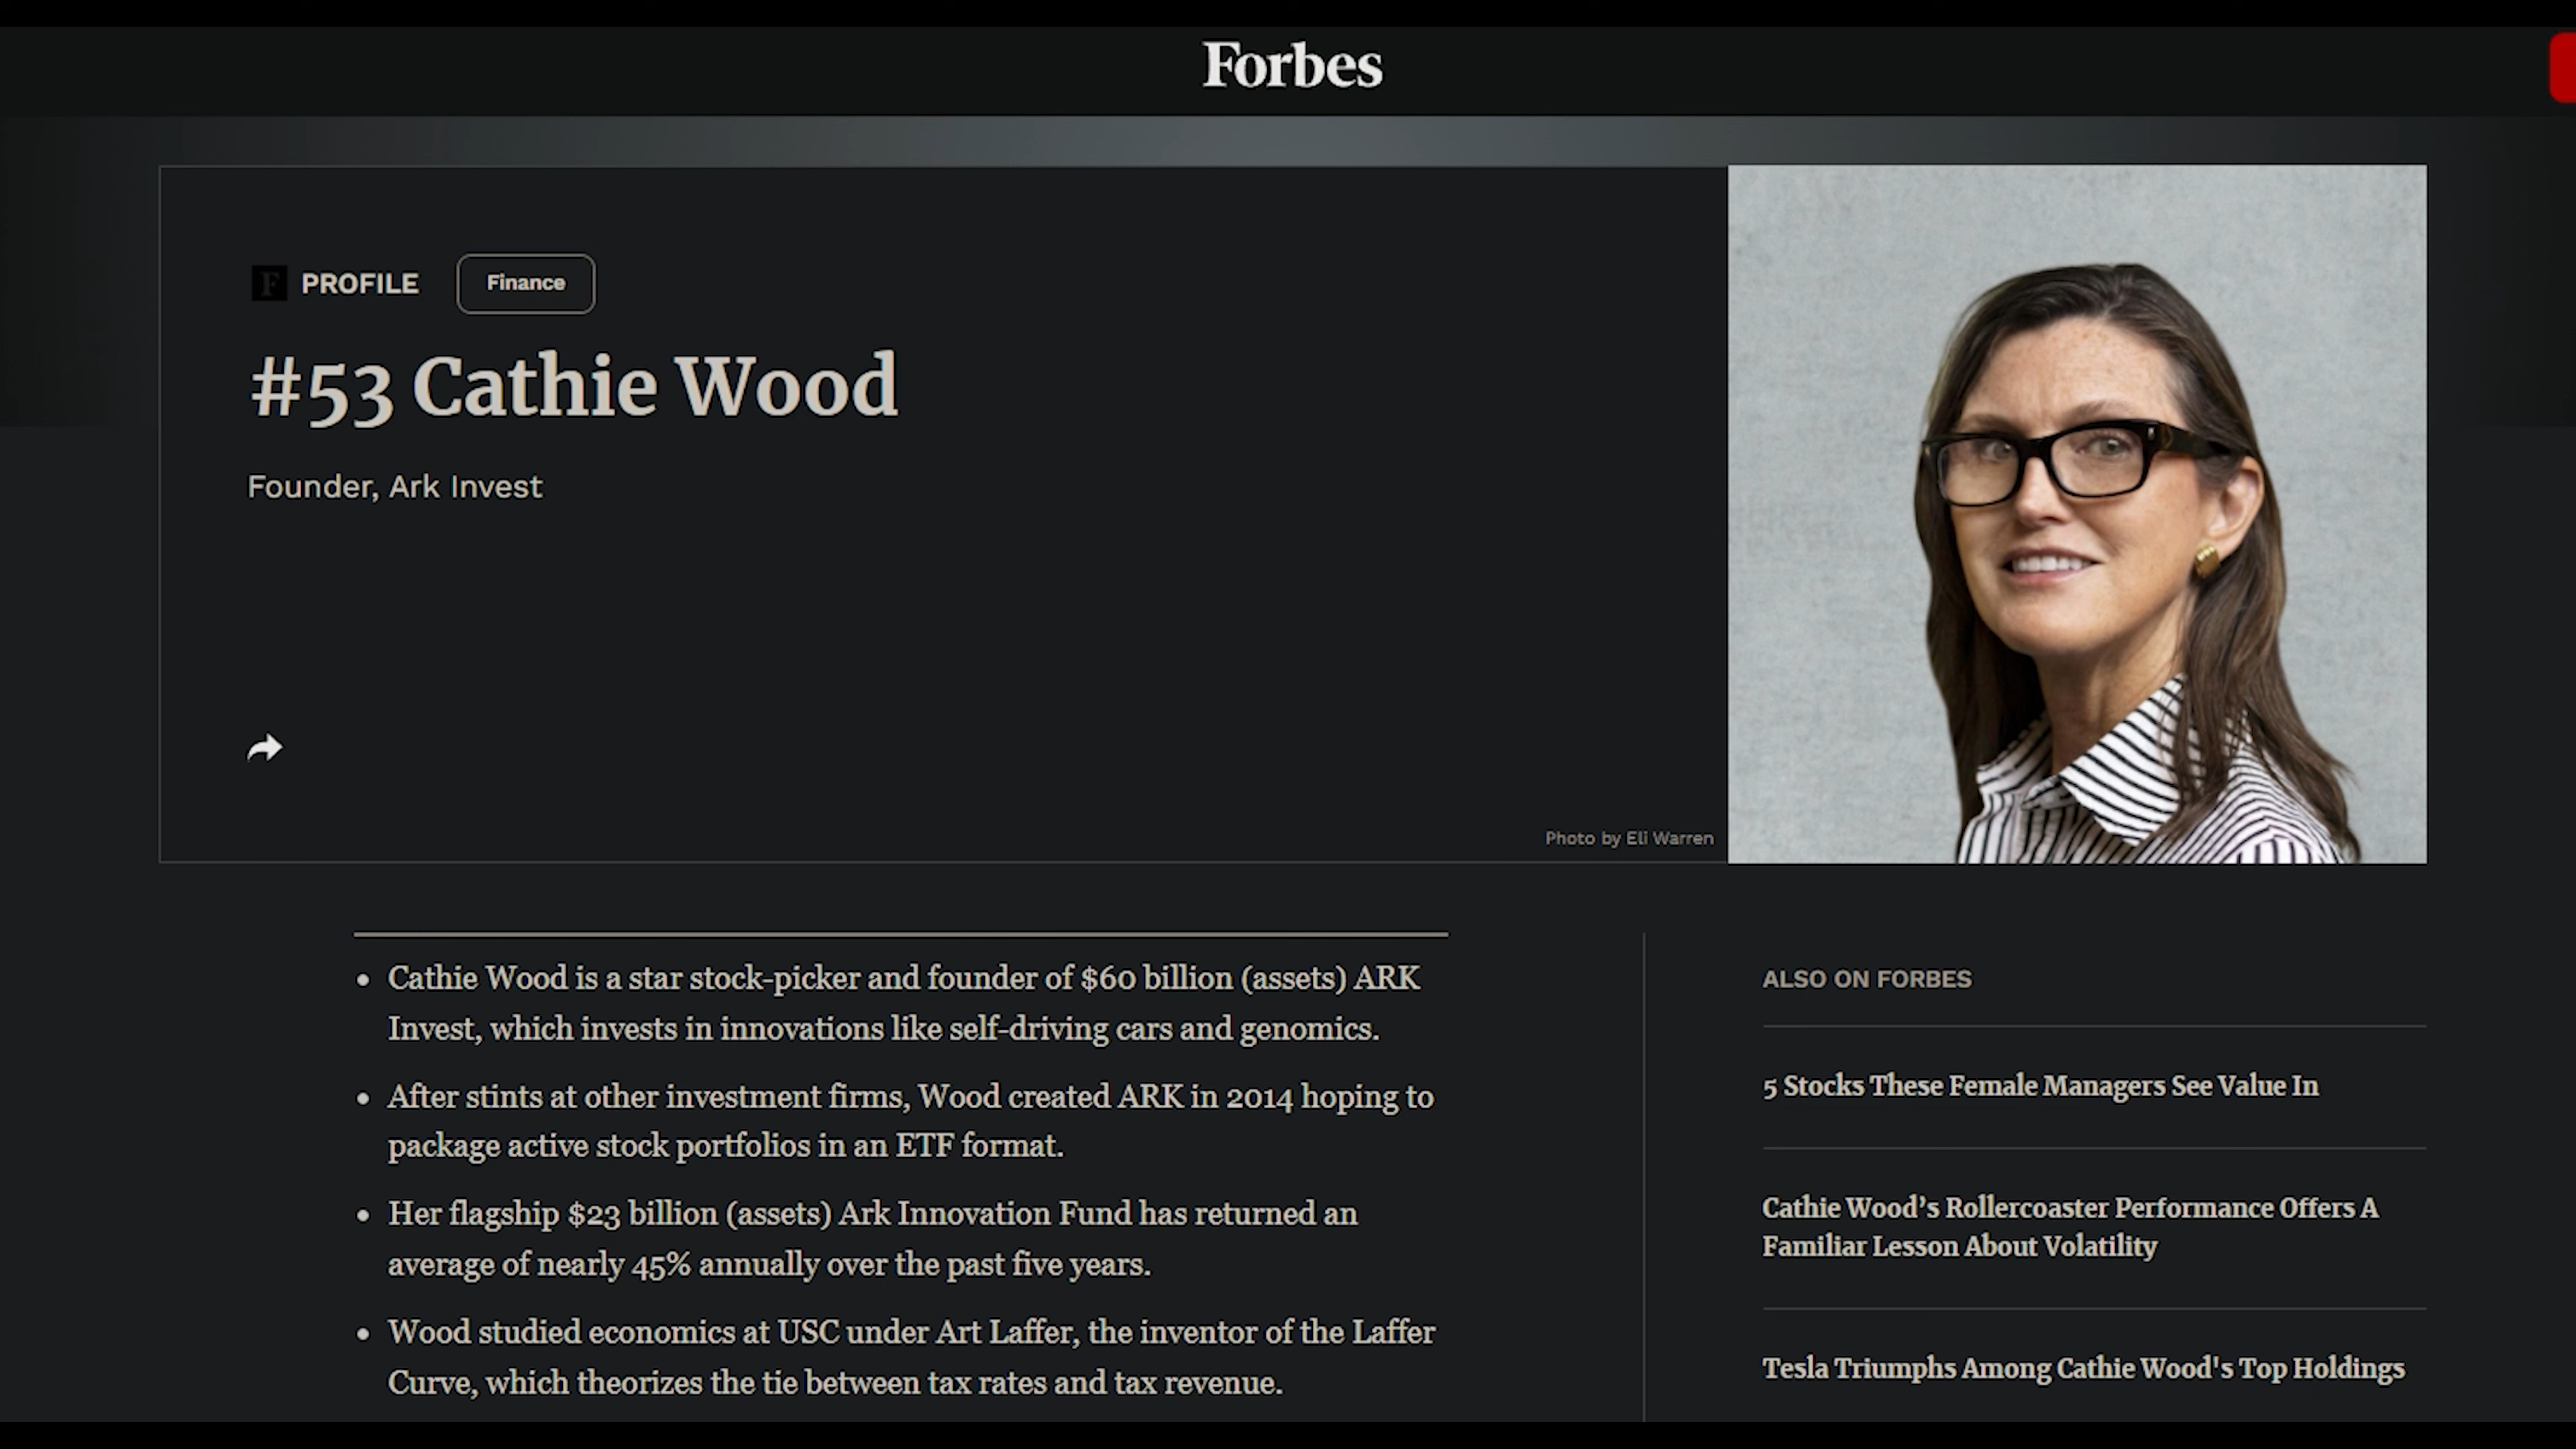 Forbes
F PROFILE Finance
#53 Cathie Wood
Founder, Ark Invest
Photo by Eli Warren
• Cathie Wood is a star stock-picker and founder of $60 billion (assets) ARK
Invest, which invests in innovations like self-driving cars and genomics.
• After stints at other investment firms, Wood created ARK in 2014 hoping to
package active stock portfolios in an ETF format.
• Her flagship $23 billion (assets) Ark Innovation Fund has returned an
average of nearly 45% annually over the past five years.
• Wood studied economics at USC under Art Laffer, the inventor of the Laffer
Curve, which theorizes the tie between tax rates and tax revenue.
ALSO ON FORBES
5 Stocks These Female Managers See Value In
Cathie Wood’s Rollercoaster Performance Offers A
Familiar Lesson About Volatility
Tesla Triumphs Among Cathie Wood's Top Holdings